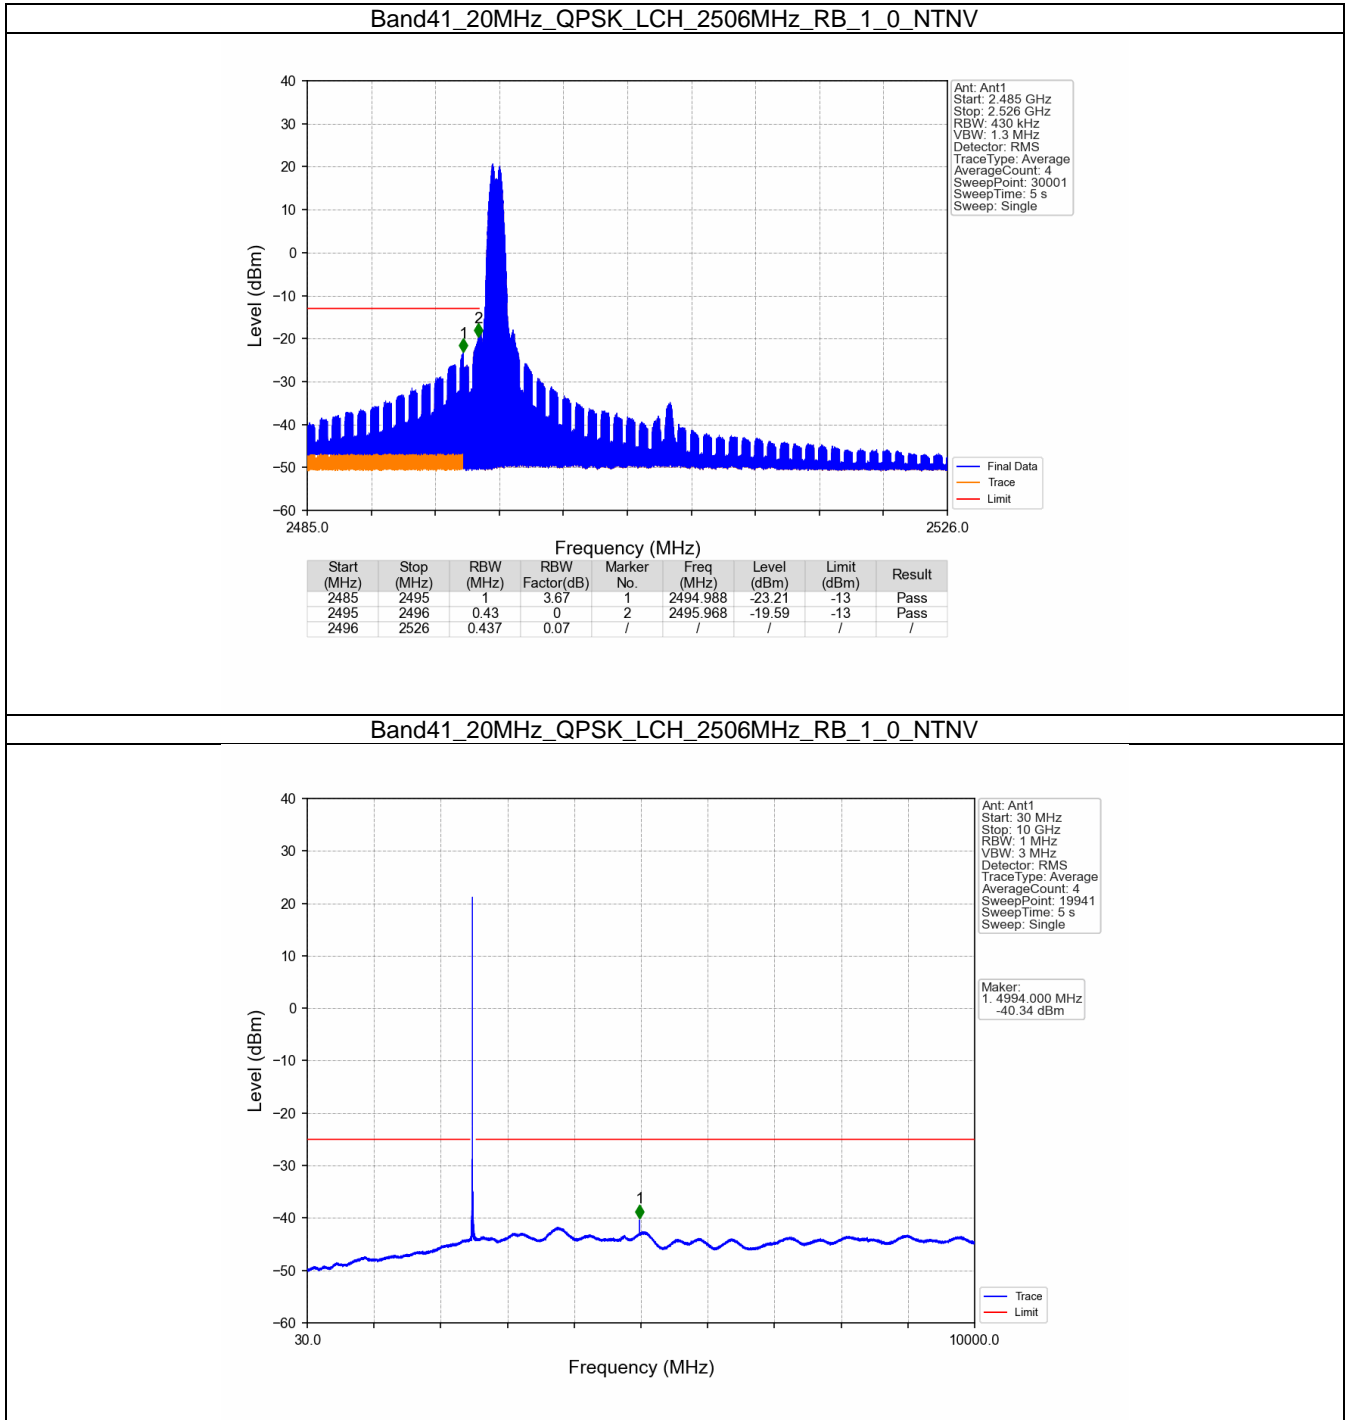 Band41_20MHz_QPSK_LCH_2506MHz_RB_1_0_NTNV
40
30
20
10
0
−10
−20
−30
−40
−50
−60
Level (dBm)
1
2
2485.0
2526.0
Frequency (MHz)
Ant: Ant1
Start: 2.485 GHz
Stop: 2.526 GHz
RBW: 430 kHz
VBW: 1.3 MHz
Detector: RMS
TraceType: Average
AverageCount: 4
SweepPoint: 30001
SweepTime: 5 s
Sweep: Single
Final Data
Trace
Limit
Start (MHz) Stop (MHz) RBW (MHz) RBW Factor(dB) Marker No. Freq (MHz) Level (dBm) Limit (dBm) Result
2485 2495 1 3.67 1 2494.988 -23.21 -13 Pass
2495 2496 0.43 0 2 2495.968 -19.59 -13 Pass
2496 2526 0.437 0.07 / / / / /
Band41_20MHz_QPSK_LCH_2506MHz_RB_1_0_NTNV
40
30
20
10
0
−10
−20
−30
−40
−50
−60
Level (dBm)
1
30.0
10000.0
Frequency (MHz)
Ant: Ant1
Start: 30 MHz
Stop: 10 GHz
RBW: 1 MHz
VBW: 3 MHz
Detector: RMS
TraceType: Average
AverageCount: 4
SweepPoint: 19941
SweepTime: 5 s
Sweep: Single
Maker:
1. 4994.000 MHz
-40.34 dBm
Trace
Limit